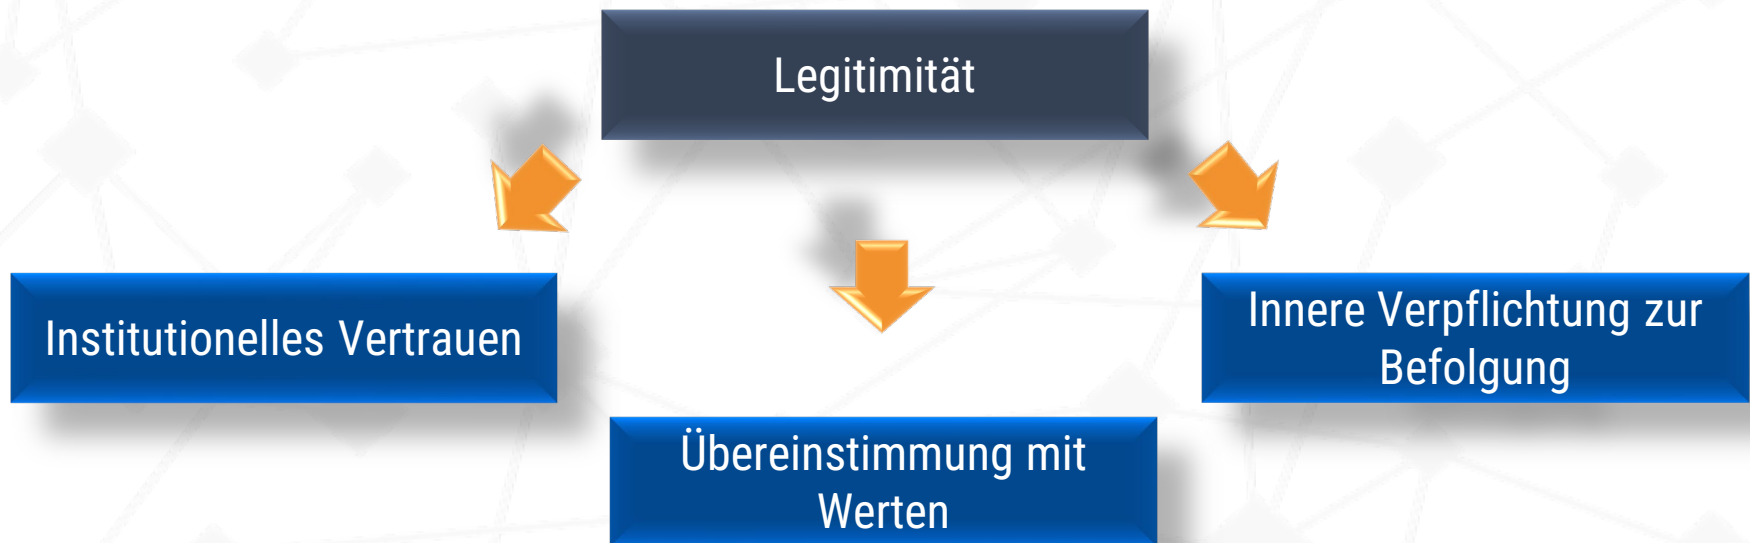 Legitimität
Institutionelles Vertrauen
Innere Verpflichtung zur
Befolgung
Übereinstimmung mit
Werten